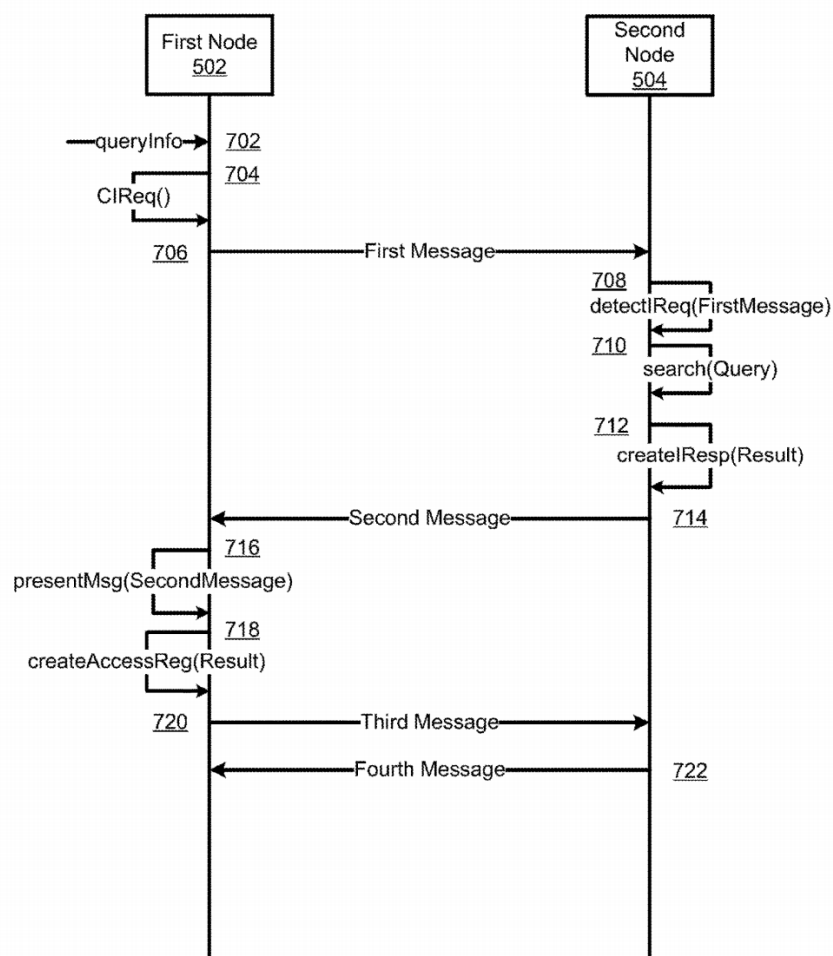 First Node
502
Second
Node
504
queryInfo
702
704
CIReq()
706
First Message
708
detectIReq(FirstMessage)
710
search(Query)
712
createIResp(Result)
Second Message
714
716
presentMsg(SecondMessage)
718
createAccessReg(Result)
720
Third Message
Fourth Message
722